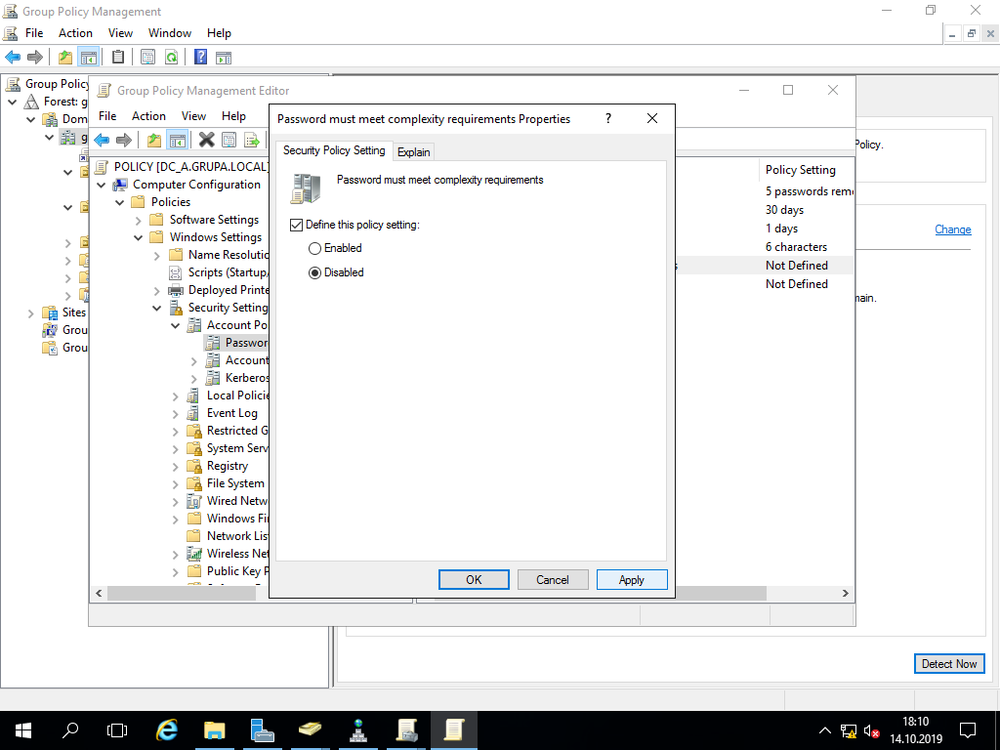 Group Policy Management
File Action View Window Help
Group Policy
Forest: g
Dom
g
Sites
Grou
Grou
Policy.
Change
main.
Detect Now
Group Policy Management Editor
File Action View Help
POLICY [DC_A.GRUPA.LOCAL]
Computer Configuration
Policies
Software Settings
Windows Settings
Name Resolutio
Scripts (Startup/
Deployed Printe
Security Setting
Account Po
Passwor
Account
Kerberos
Local Policie
Event Log
Restricted G
System Serv
Registry
File System
Wired Netw
Windows Fir
Network Lis
Wireless Net
Public Key P
Policy Setting
5 passwords reme
30 days
1 days
6 characters
s Not Defined
Not Defined
Password must meet complexity requirements Properties ?
Security Policy Setting Explain
Password must meet complexity requirements
Define this policy setting:
Enabled
Disabled
OK Cancel Apply
18:10
14.10.2019